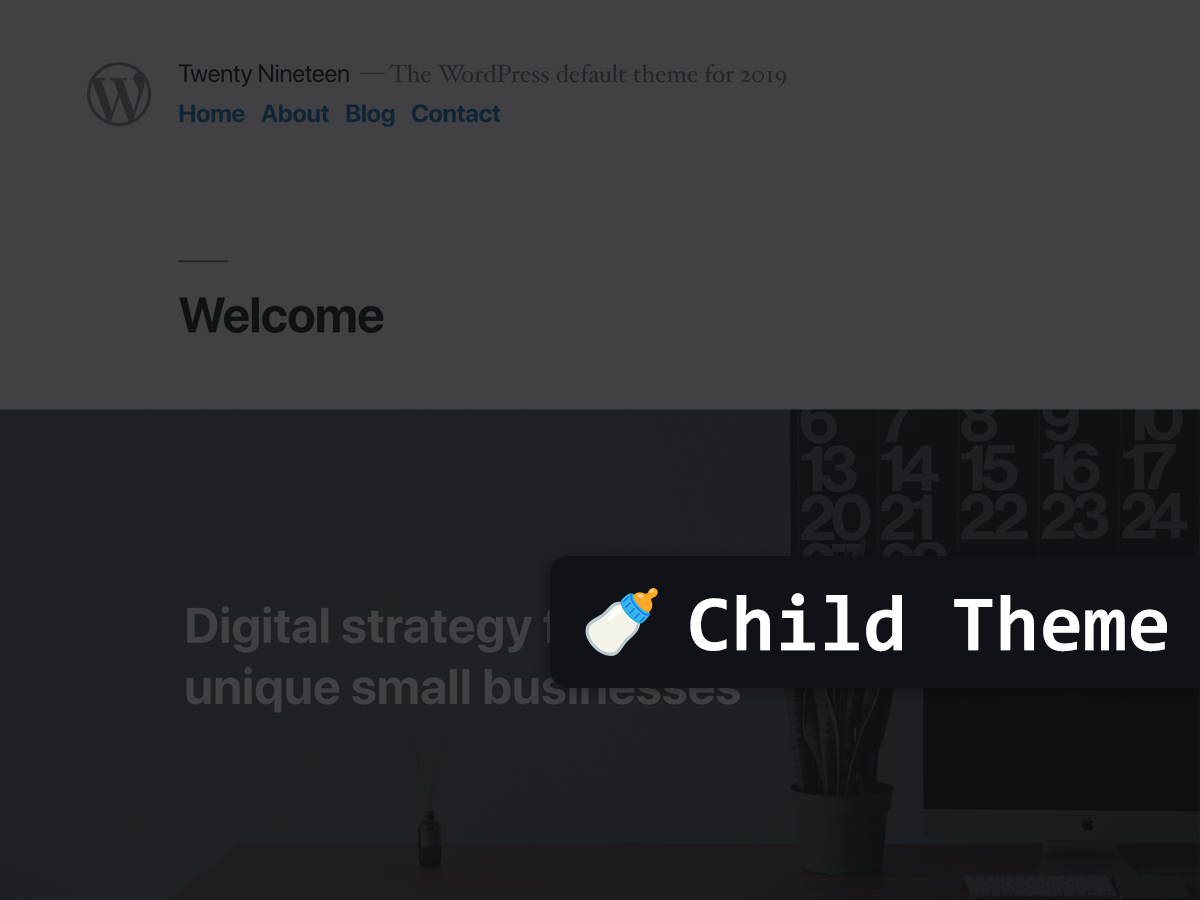 Twenty Nineteen — The WordPress default theme for 2019
Home About Blog Contact
Welcome
6 7 8 9 10
13 14 15 16 17
20 21 22 23 24
Digital strategy
🍼 Child Theme
unique small businesses